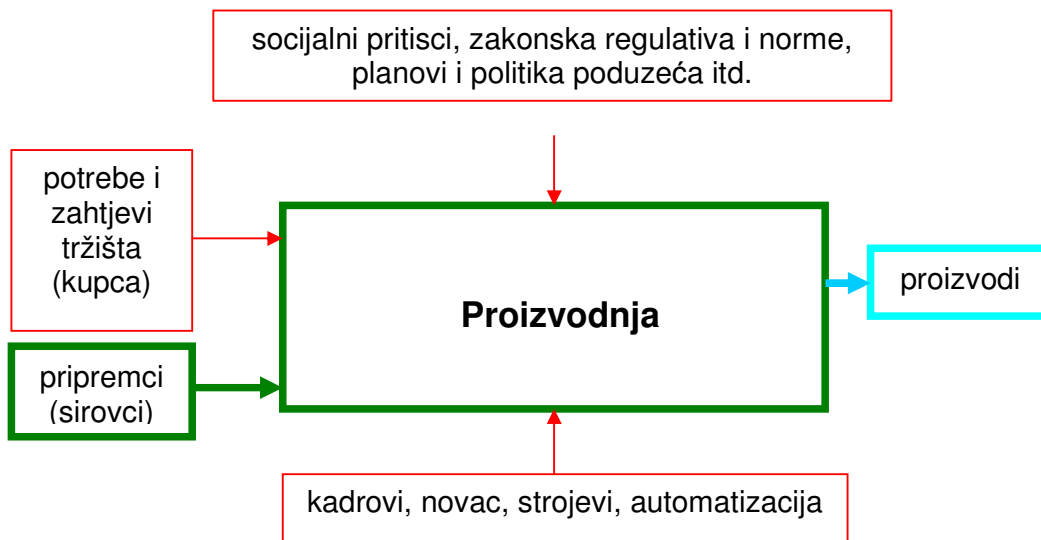 socijalni pritisci, zakonska regulativa i norme,
planovi i politika poduzeća itd.
potrebe i
zahtjevi
tržišta
(kupca)
Proizvodnja
proizvodi
pripremci
(sirovci)
kadrovi, novac, strojevi, automatizacija